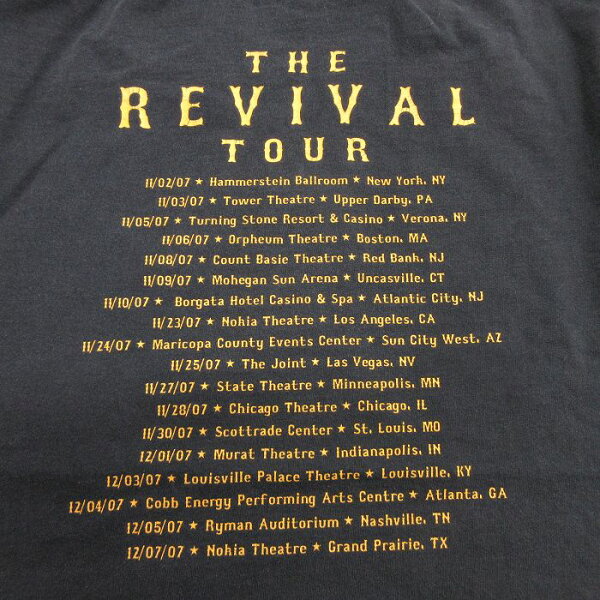 THE
REVIVAL
TOUR
11/02/07 ★ Hammerstein Ballroom ★ New York, NY
11/03/07 ★ Tower Theatre ★ Upper Darby, PA
11/05/07 ★ Turning Stone Resort & Casino ★ Verona, NY
11/06/07 ★ Orpheum Theatre ★ Boston, MA
11/08/07 ★ Count Basie Theatre ★ Red Bank, NJ
11/09/07 ★ Mohegan Sun Arena ★ Uncasville, CT
11/10/07 ★ Borgata Hotel Casino & Spa ★ Atlantic City, NJ
11/23/07 ★ Nokia Theatre ★ Los Angeles, CA
11/24/07 ★ Maricopa County Events Center ★ Sun City West, AZ
11/25/07 ★ The Joint ★ Las Vegas, NV
11/27/07 ★ State Theatre ★ Minneapolis, MN
11/28/07 ★ Chicago Theatre ★ Chicago, IL
11/30/07 ★ Scottrade Center ★ St. Louis, MO
12/01/07 ★ Murat Theatre ★ Indianapolis, IN
12/03/07 ★ Louisville Palace Theatre ★ Louisville, KY
12/04/07 ★ Cobb Energy Performing Arts Centre ★ Atlanta, GA
12/05/07 ★ Ryman Auditorium ★ Nashville, TN
12/07/07 ★ Nokia Theatre ★ Grand Prairie, TX